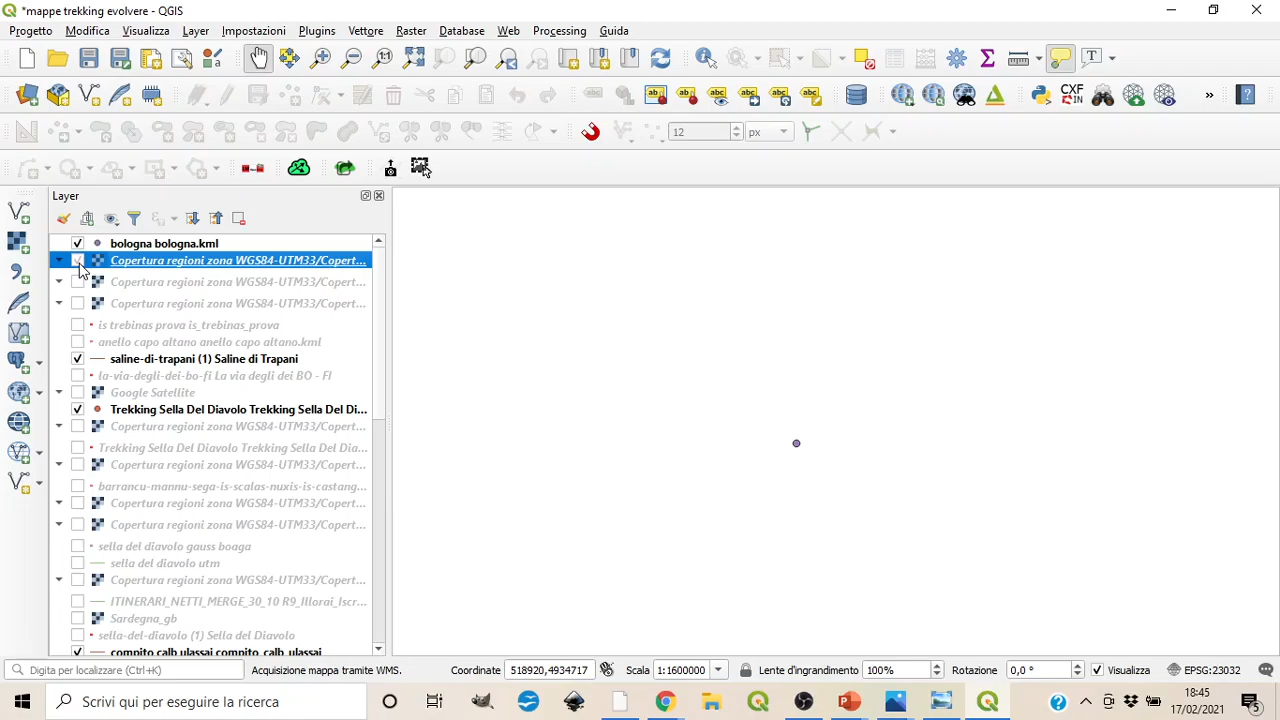 *mappe trekking evolvere - QGIS
Progetto Modifica Visualizza Layer Impostazioni Plugins Vettore Raster Database Web Processing Guida
12 px
Layer
bologna bologna.kml
Copertura regioni zona WGS84-UTM33/Copert...
Copertura regioni zona WGS84-UTM33/Copert...
Copertura regioni zona WGS84-UTM33/Copert...
is trebinas prova is_trebinas_prova
anello capo altano anello capo altano.kml
saline-di-trapani (1) Saline di Trapani
la-via-degli-dei-bo-fi La via degli dei BO - FI
Google Satellite
Trekking Sella Del Diavolo Trekking Sella Del Di...
Copertura regioni zona WGS84-UTM33/Copert...
Trekking Sella Del Diavolo Trekking Sella Del Dia...
Copertura regioni zona WGS84-UTM33/Copert...
barrancu-mannu-sega-is-scalas-nuxis-is-castang...
Copertura regioni zona WGS84-UTM33/Copert...
Copertura regioni zona WGS84-UTM33/Copert...
sella del diavolo gauss boaga
sella del diavolo utm
Copertura regioni zona WGS84-UTM33/Copert...
ITINERARI_NETTI_MERGE_30_10 R9_Illorai_Iscr...
Sardegna_gb
sella-del-diavolo (1) Sella del Diavolo
compito calb ulassai compito_calb_ulassai
Digita per localizzare (Ctrl+K) Acquisizione mappa tramite WMS. Coordinate 518920,4934717 Scala 1:1600000 Lente d'ingrandimento 100% Rotazione 0,0 ° Visualizza EPSG:23032
Scrivi qui per eseguire la ricerca
18:45
17/02/2021
5